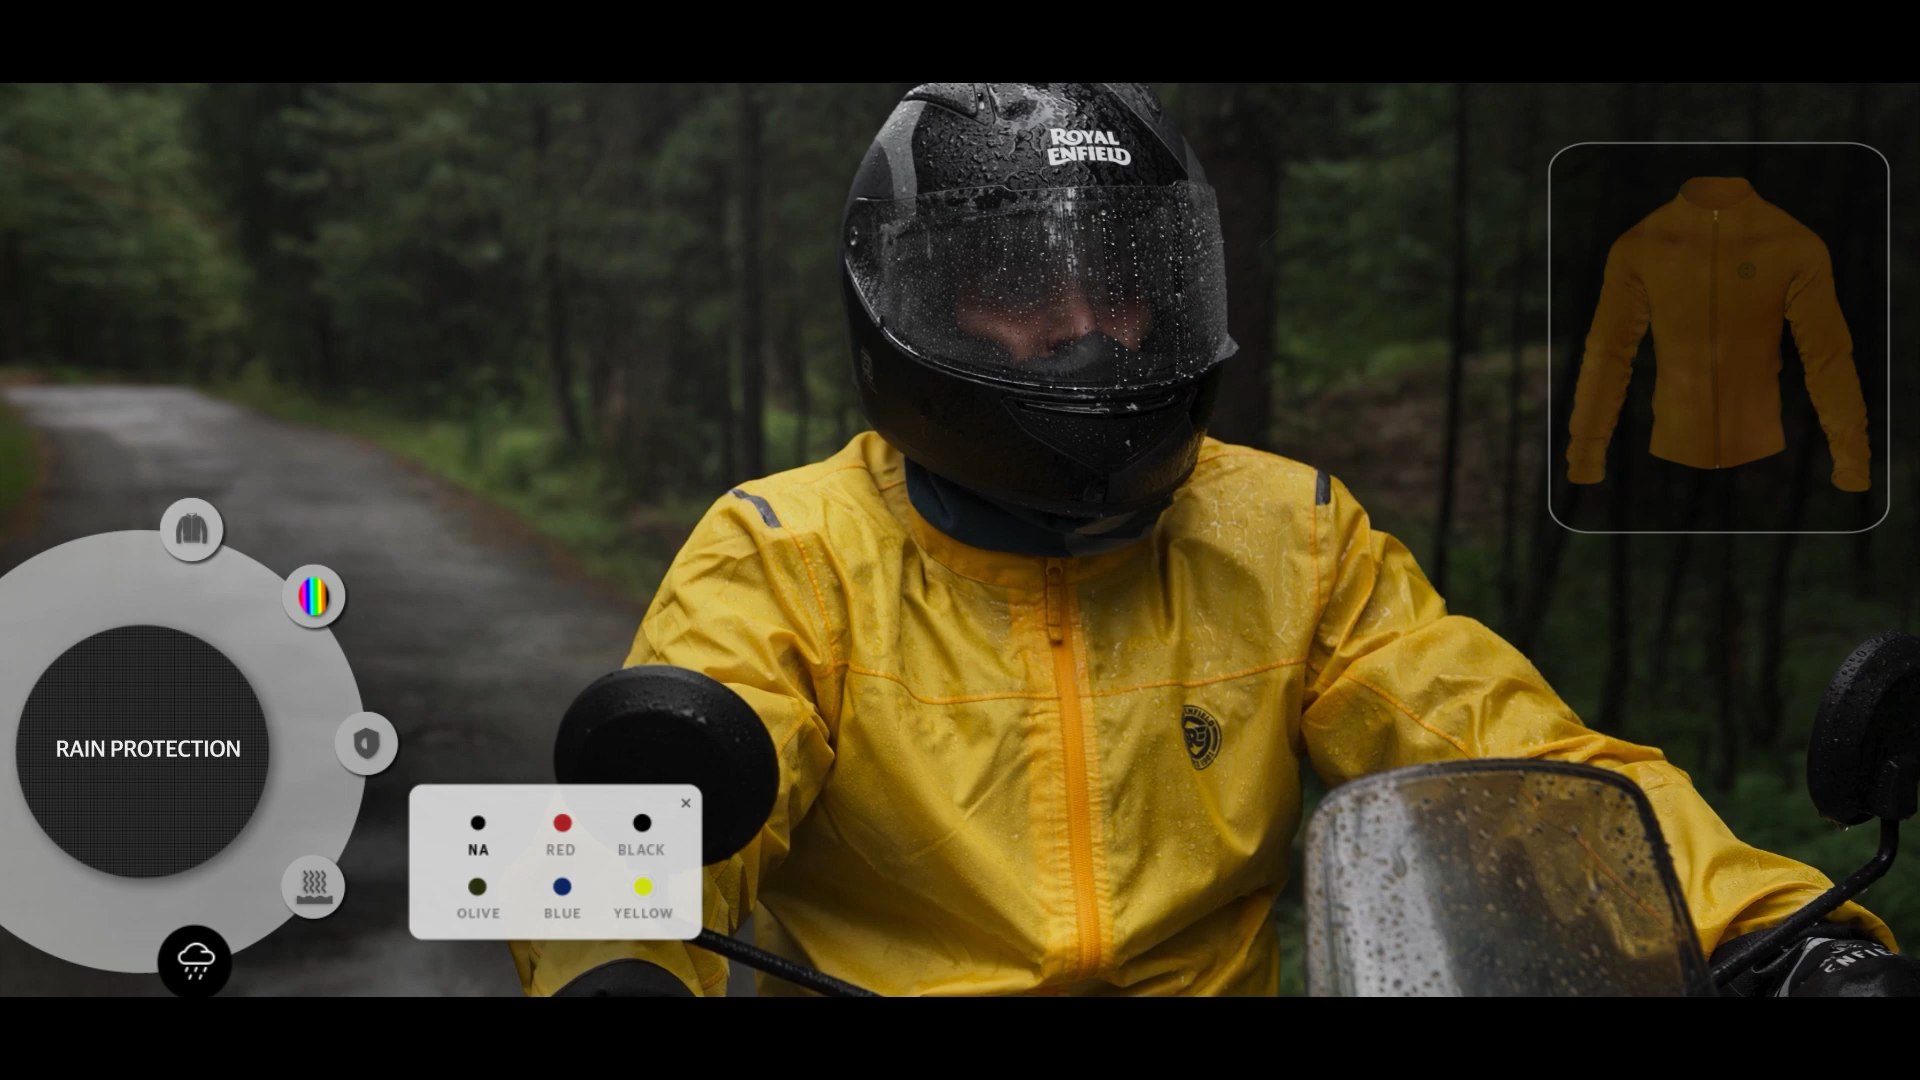 ROYAL
ENFIELD
RAIN PROTECTION
×
NA
RED
BLACK
OLIVE
BLUE
YELLOW